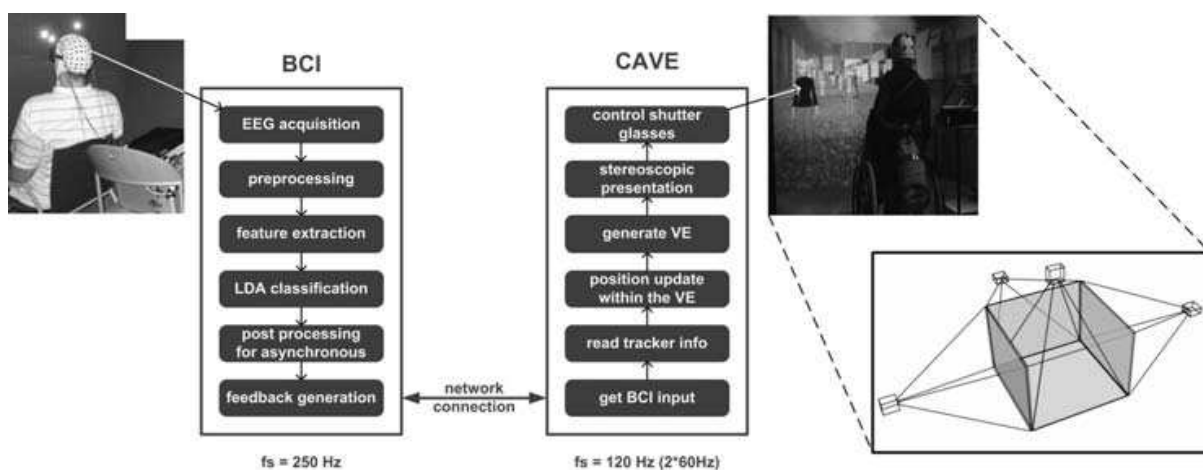 BCI
EEG acquisition
preprocessing
feature extraction
LDA classification
post processing
for asynchronous
feedback generation
fs = 250 Hz
network
connection
CAVE
control shutter
glasses
stereoscopic
presentation
generate VE
position update
within the VE
read tracker info
get BCI input
fs = 120 Hz (2*60Hz)